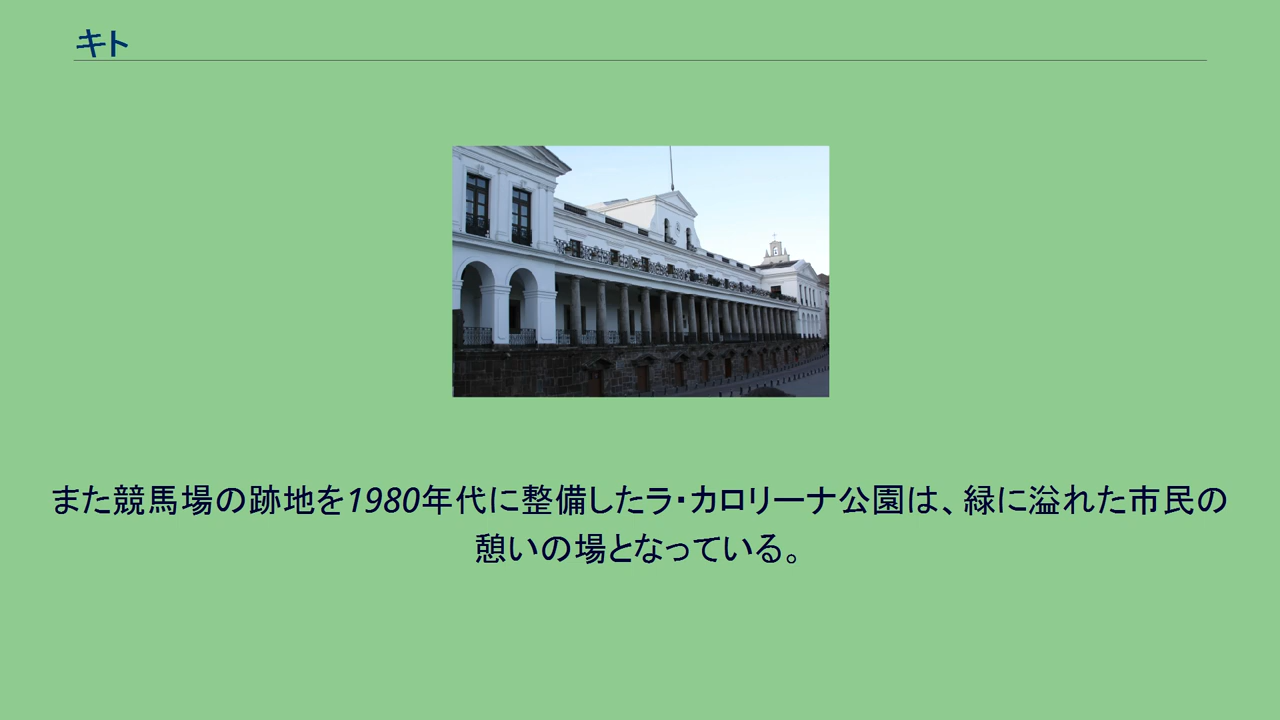 キト
また競馬場の跡地を1980年代に整備したラ・カロリーナ公園は、緑に溢れた市民の
憩いの場となっている。